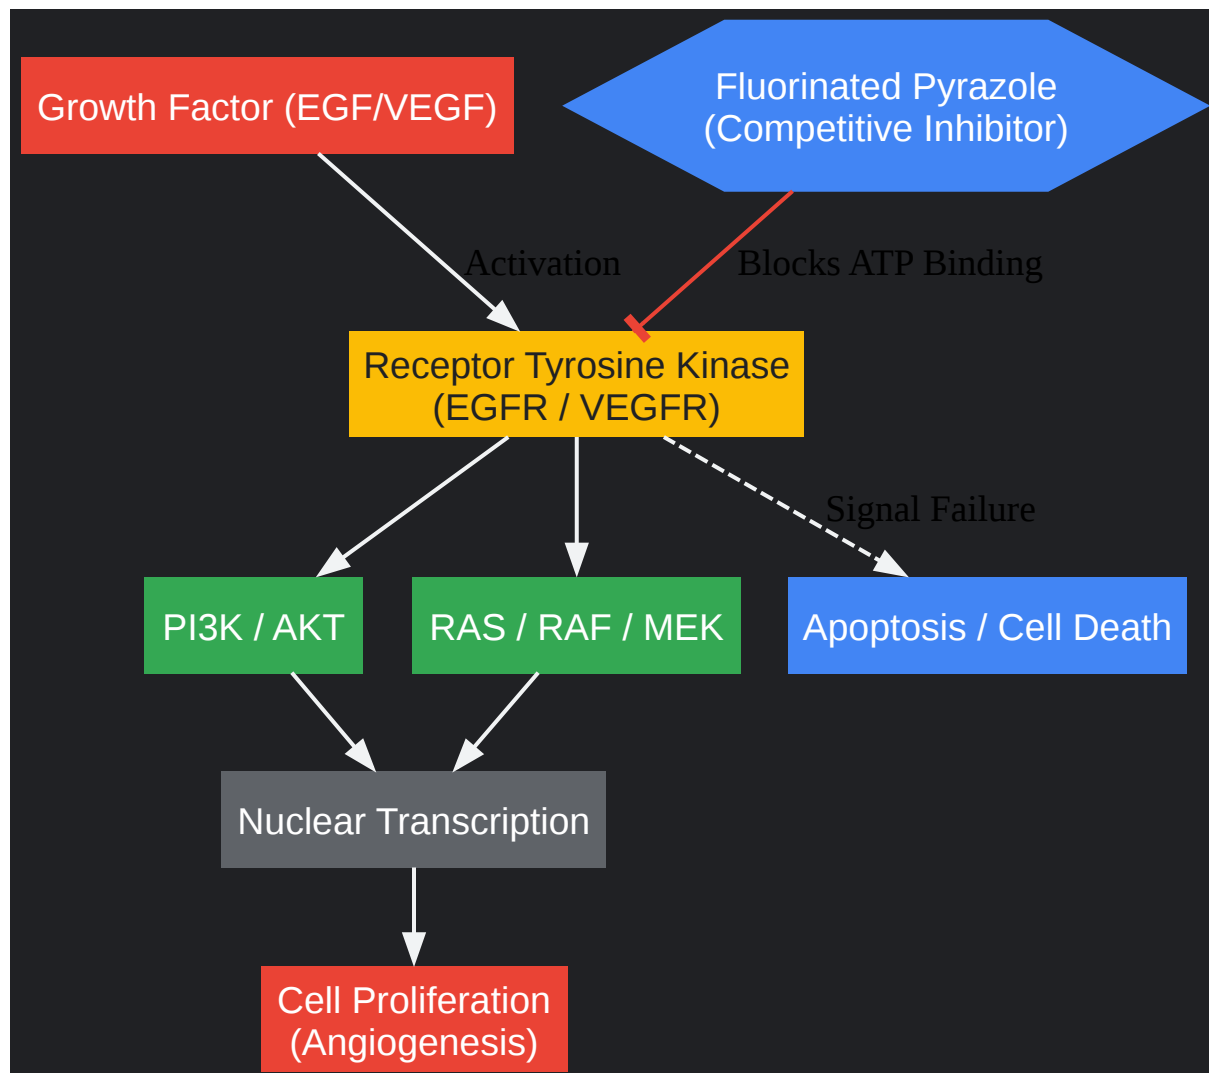 Growth Factor (EGF/VEGF)
Fluorinated Pyrazole
(Competitive Inhibitor)
Activation
Blocks ATP Binding
Receptor Tyrosine Kinase
(EGFR / VEGFR)
Signal Failure
PI3K / AKT
RAS / RAF / MEK
Apoptosis / Cell Death
Nuclear Transcription
Cell Proliferation
(Angiogenesis)